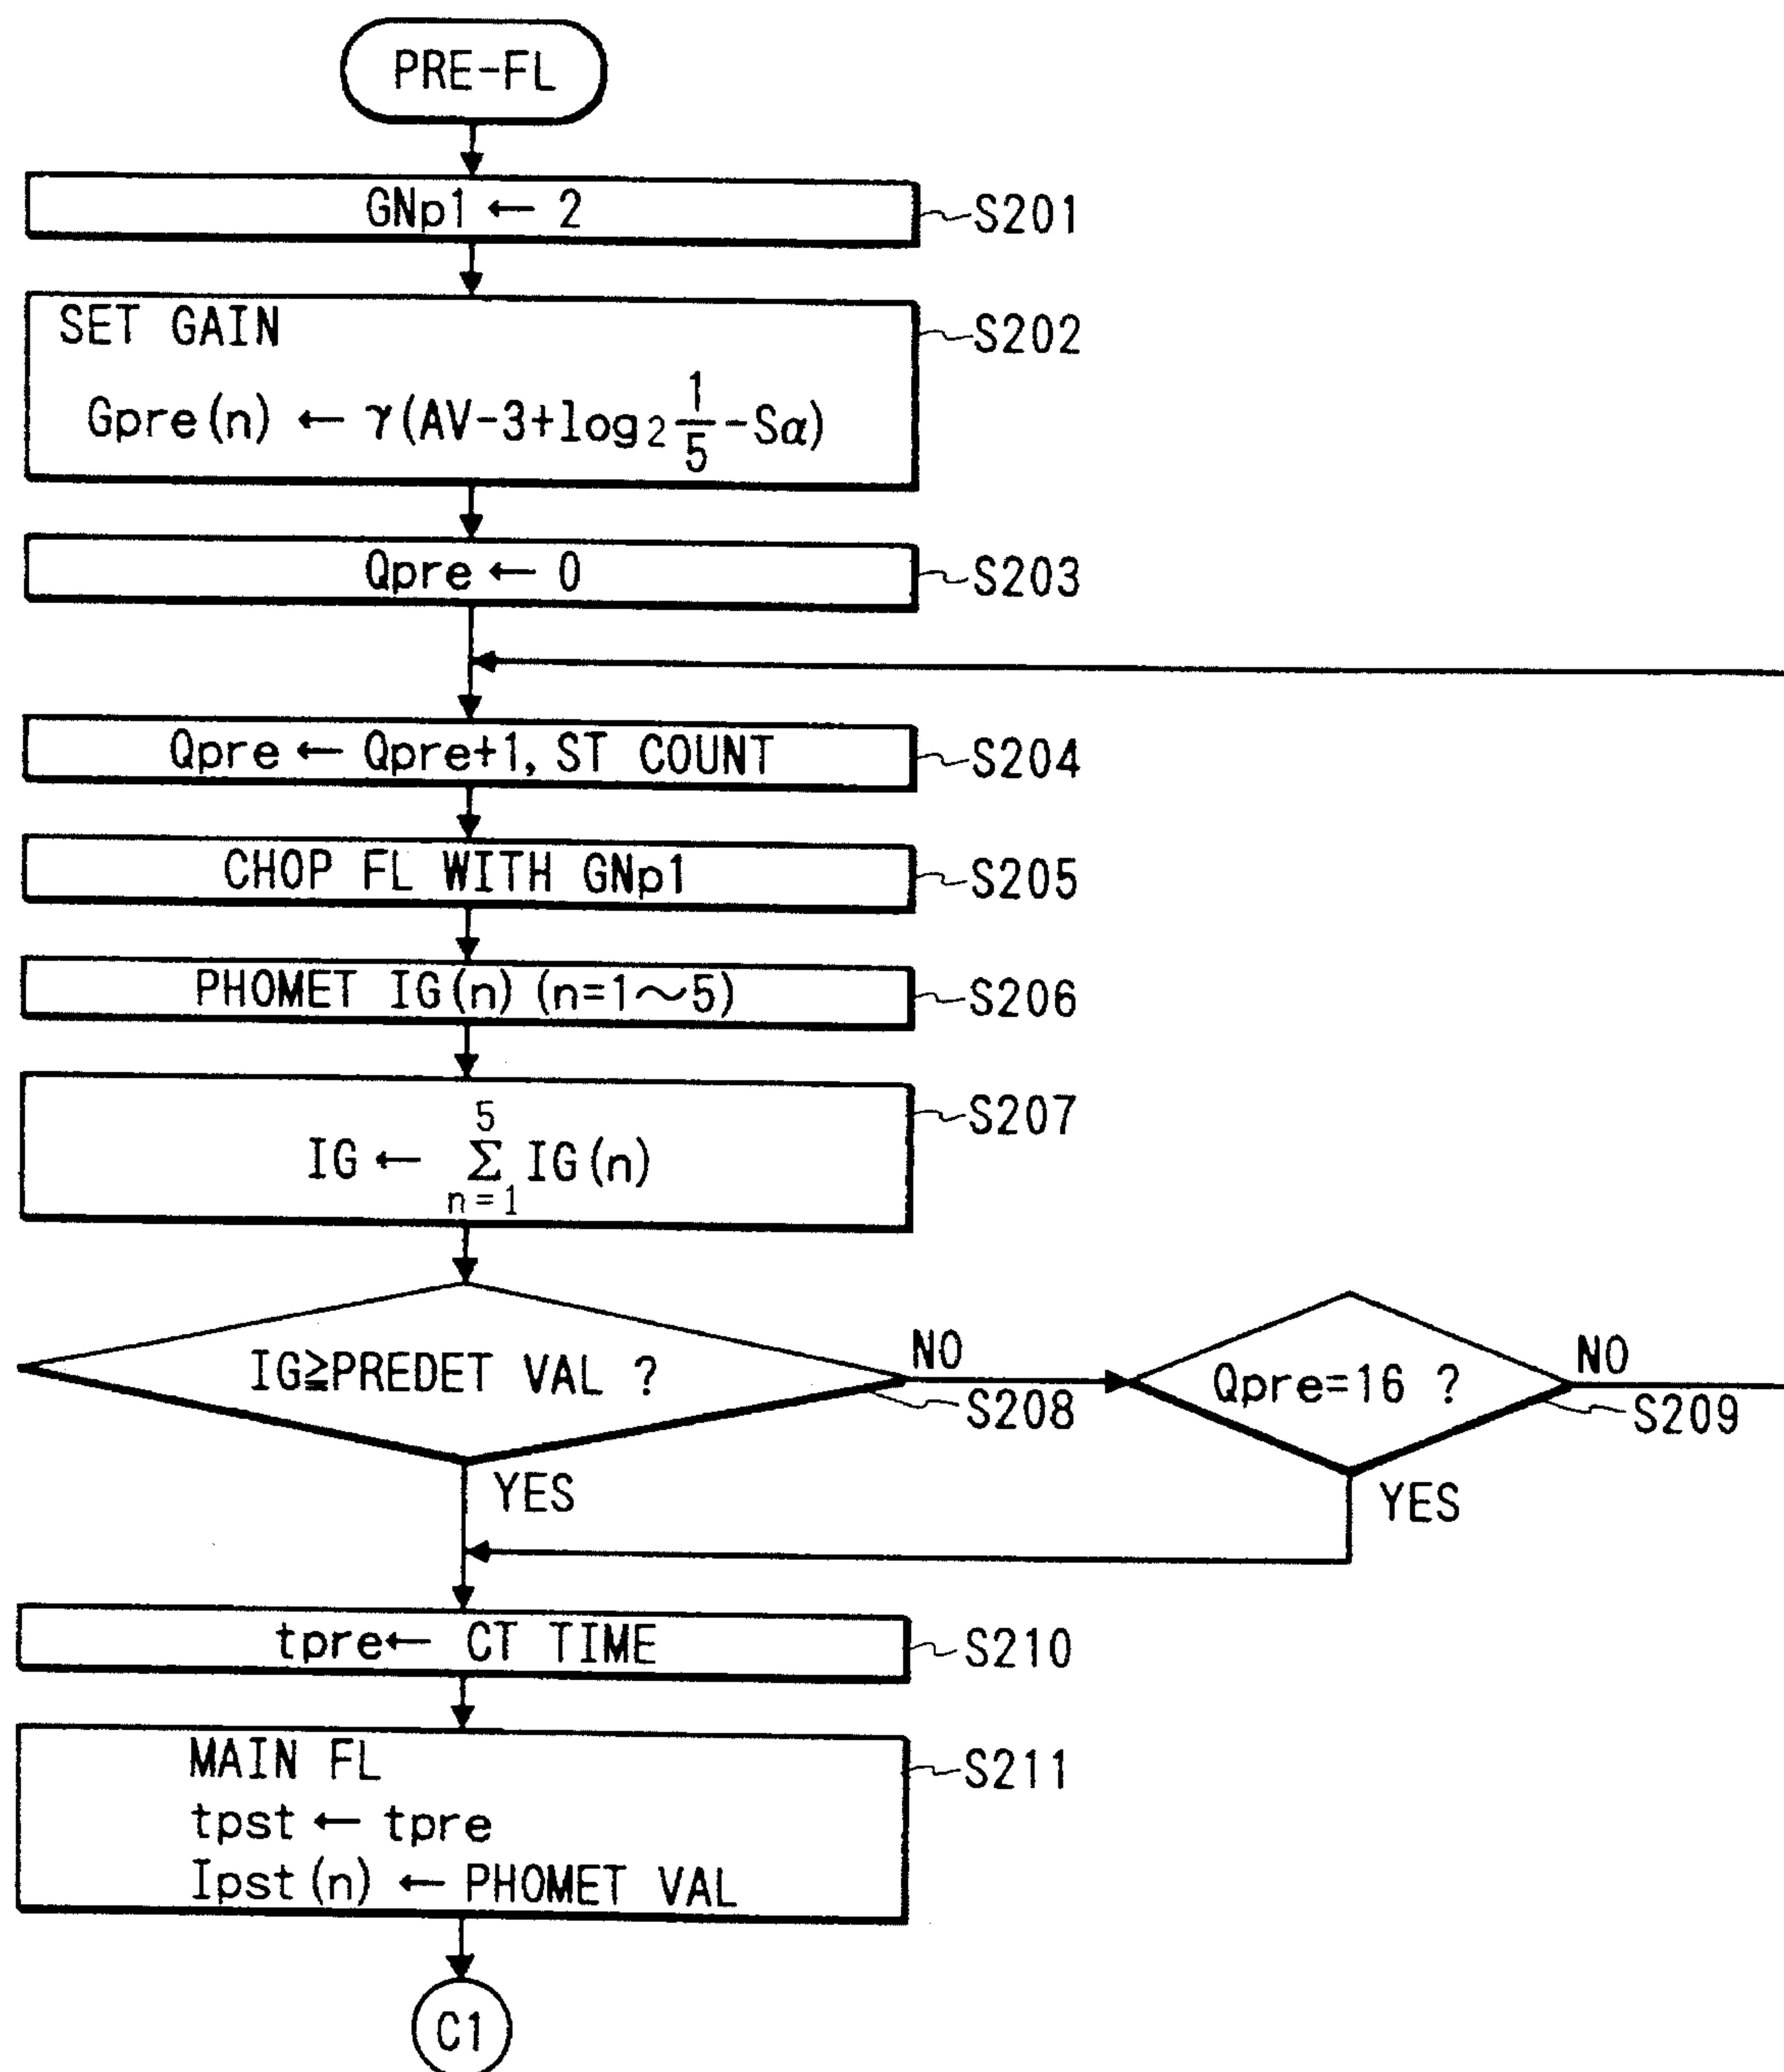 PRE-FL
GNp1 ← 2
S201
SET GAIN
S202
Gpre(n) ← γ(AV-3+log₂ 1/5 -Sα)
Qpre ← 0
S203
Qpre ← Qpre+1, ST COUNT
S204
CHOP FL WITH GNp1
S205
PHOMET IG(n) (n=1～5)
S206
IG ← 5 Σ n=1 IG(n)
S207
IG≧PREDET VAL ?
NO
S208
YES
Qpre=16 ?
NO
S209
YES
tpre← CT TIME
S210
MAIN FL
S211
tpst ← tpre
Ipst(n) ← PHOMET VAL
C1